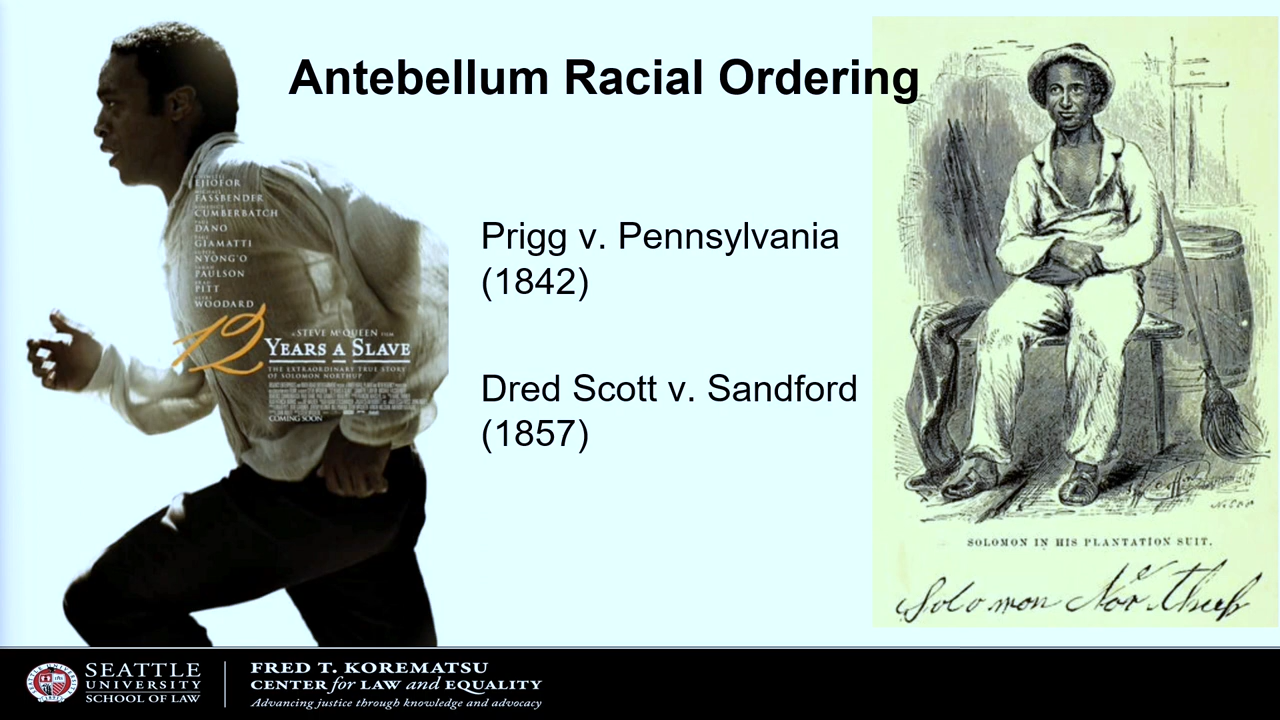 Antebellum Racial Ordering
EJIOFOR
FASSBENDER
CUMBERBATCH
DANO
GIAMATTI
NYONG'O
PAULSON
PITT
WOODARD
A STEVE McQUEEN FILM
12 YEARS A SLAVE
THE EXTRAORDINARY TRUE STORY
OF SOLOMON NORTHUP
COMING SOON
Prigg v. Pennsylvania
(1842)
Dred Scott v. Sandford
(1857)
SOLOMON IN HIS PLANTATION SUIT.
Solomon Northup
SEATTLE
UNIVERSITY
SCHOOL OF LAW
FRED T. KOREMATSU
CENTER for LAW and EQUALITY
Advancing justice through knowledge and advocacy